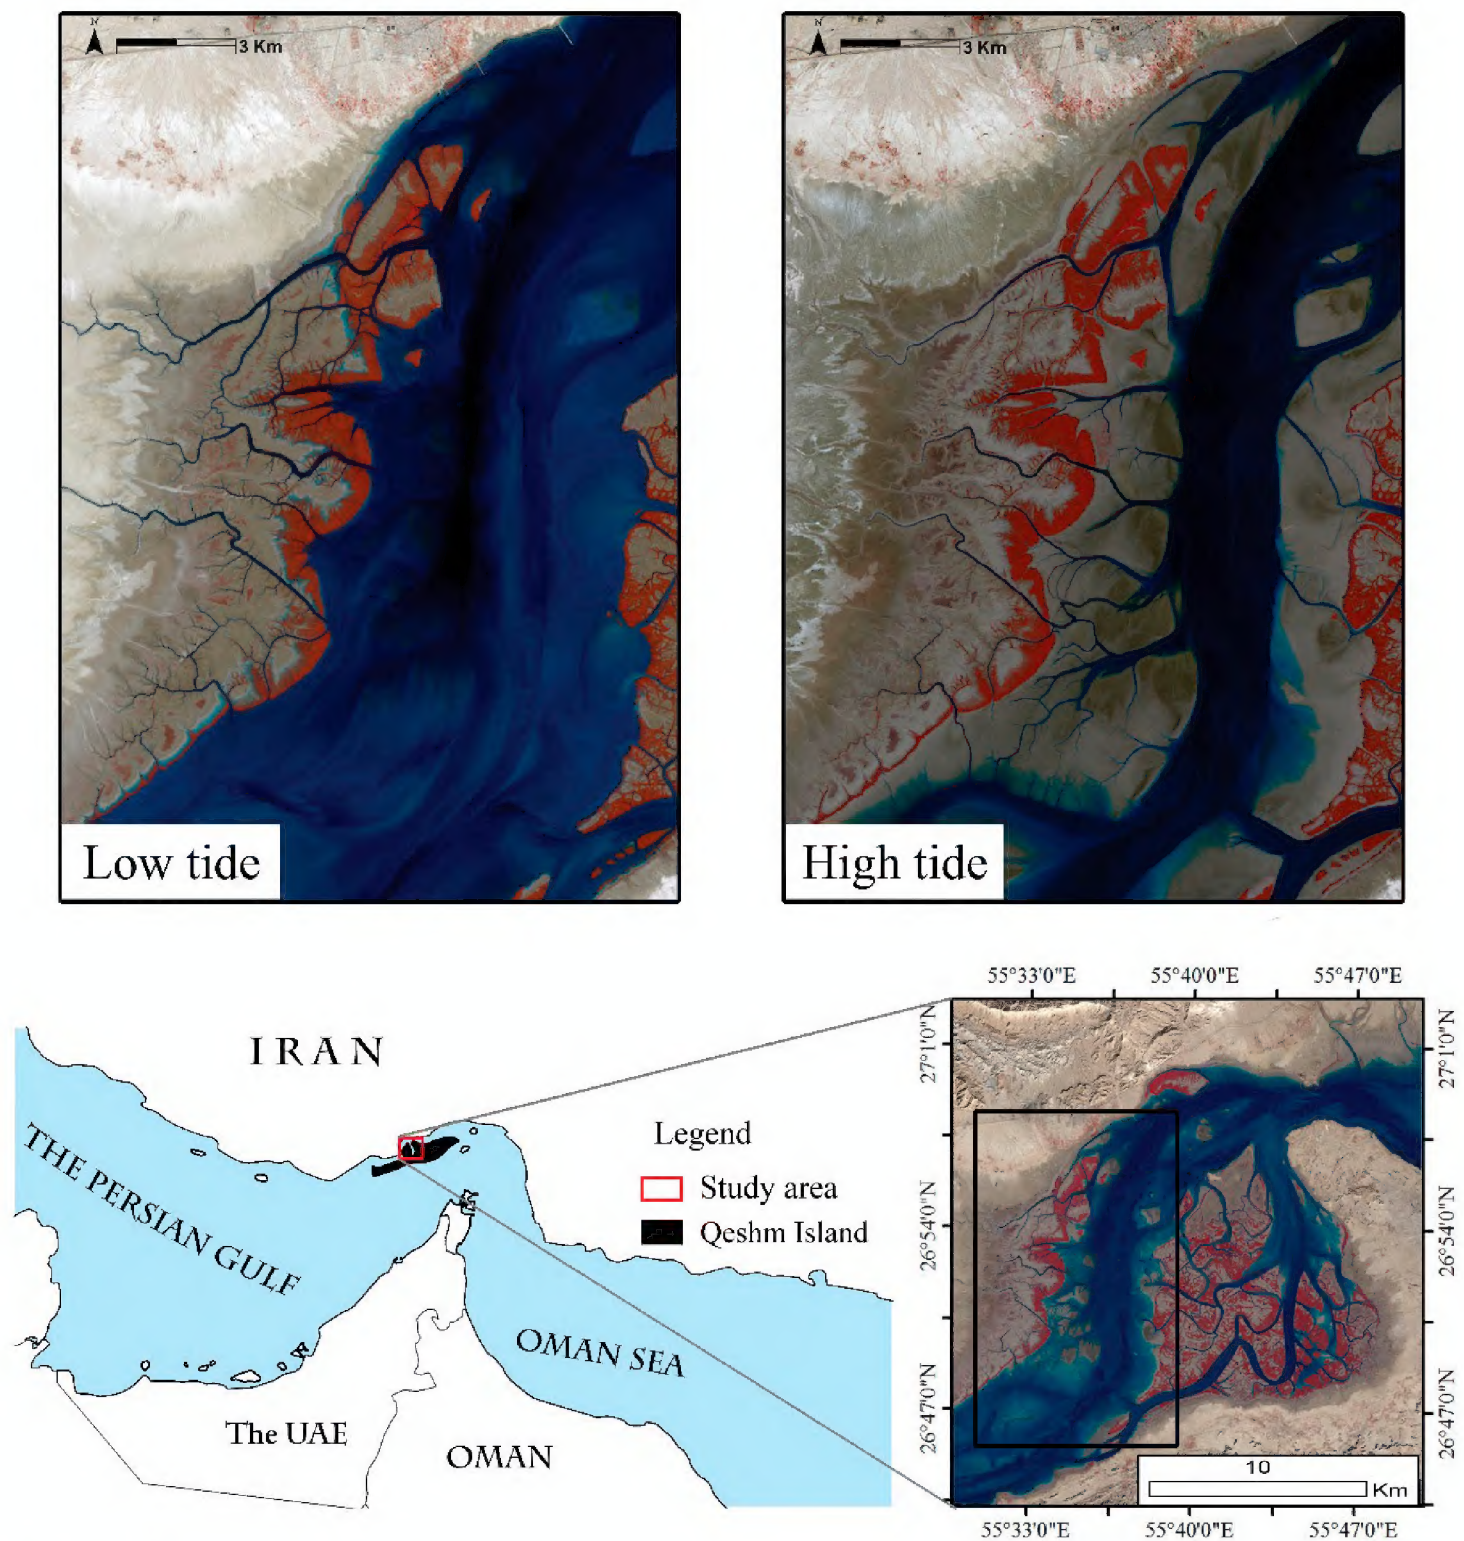 N
3 Km
N
3 Km
Low tide
High tide
IRAN
THE PERSIAN GULF
OMAN SEA
The UAE
OMAN
Legend
Study area
Qeshm Island
55°33'0"E 55°40'0"E 55°47'0"E
27°1'0"N
26°54'0"N
26°47'0"N
27°1'0"N
26°54'0"N
26°47'0"N
10
Km
55°33'0"E 55°40'0"E 55°47'0"E